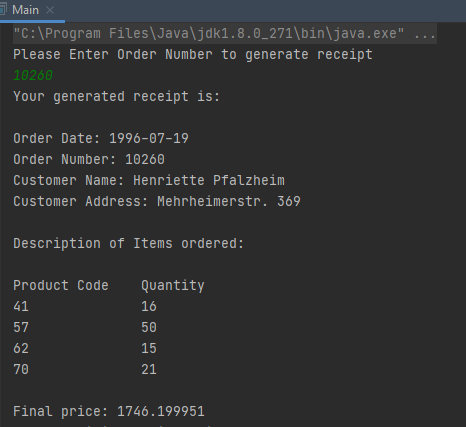 Main
"C:\Program Files\Java\jdk1.8.0_271\bin\java.exe" ...
Please Enter Order Number to generate receipt
10260
Your generated receipt is:
Order Date: 1996-07-19
Order Number: 10260
Customer Name: Henriette Pfalzheim
Customer Address: Mehrheimerstr. 369
Description of Items ordered:
Product Code    Quantity
41              16
57              50
62              15
70              21
Final price: 1746.199951